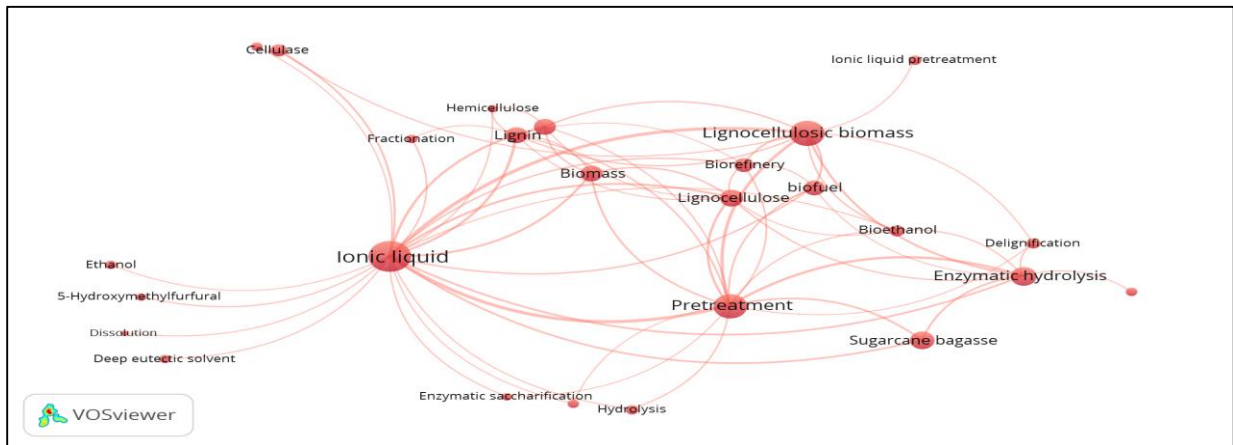 Cellulase
Ionic liquid pretreatment
Hemicellulose
Lignocellulosic biomass
Lignin
Fractionation
Biorefinery
Biomass
biofuel
Lignocellulose
Bioethanol
Delignification
Ionic liquid
Ethanol
Enzymatic hydrolysis
5-Hydroxymethylfurfural
Pretreatment
Dissolution
Sugarcane bagasse
Deep eutectic solvent
Enzymatic saccharification
Hydrolysis
VOSviewer